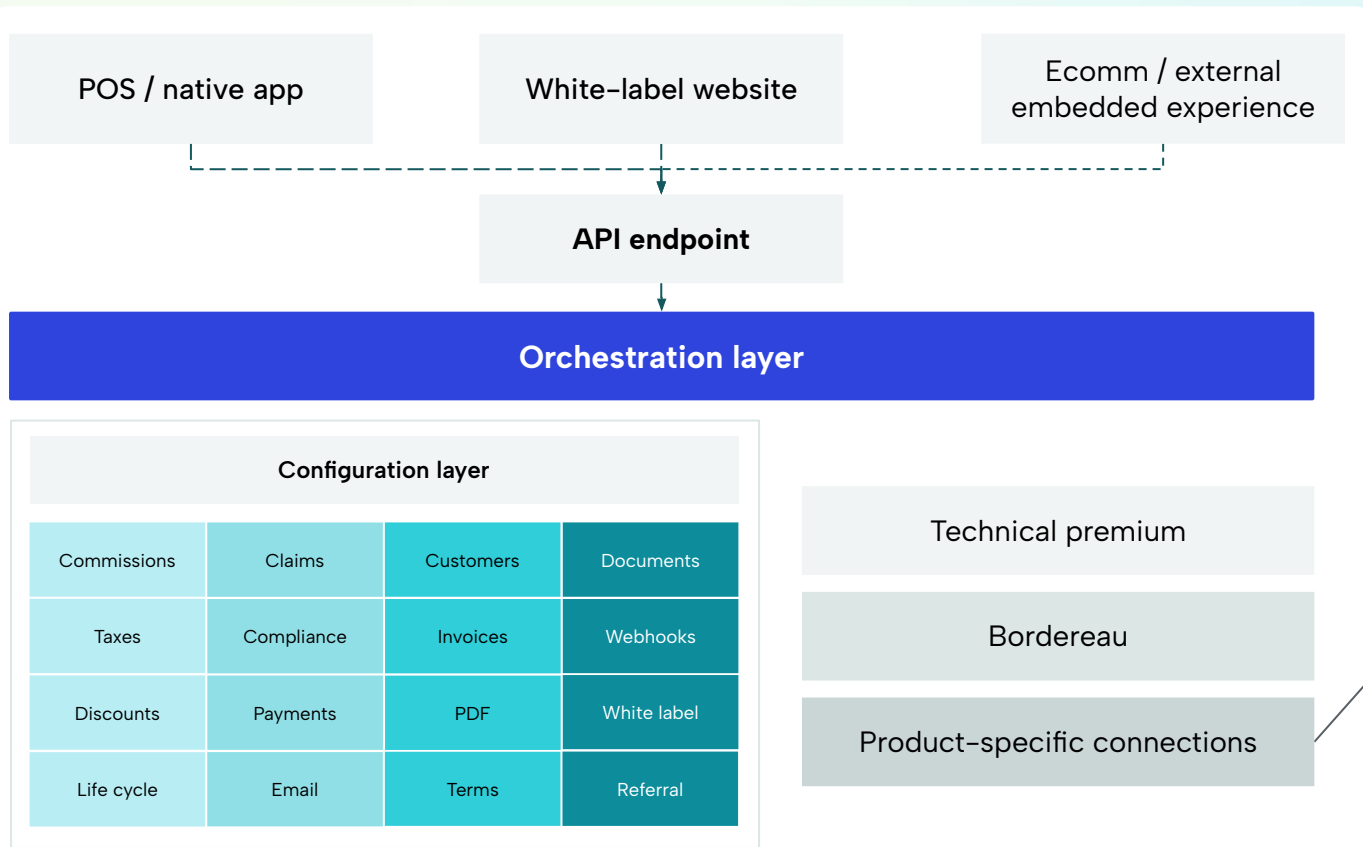 POS / native app
White-label website
Ecomm / external
embedded experience
API endpoint
Orchestration layer
Configuration layer
Commissions
Claims
Customers
Documents
Taxes
Compliance
Invoices
Webhooks
Discounts
Payments
PDF
White label
Life cycle
Email
Terms
Referral
Technical premium
Bordereau
Product-specific connections